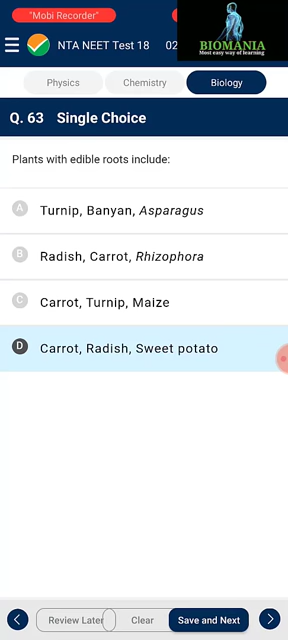 "Mobi Recorder"
NTA NEET Test 18 02
BIOMANIA
Most easy way of learning
Physics Chemistry Biology
Q. 63 Single Choice
Plants with edible roots include:
A Turnip, Banyan, Asparagus
B Radish, Carrot, Rhizophora
C Carrot, Turnip, Maize
D Carrot, Radish, Sweet potato
Review Later Clear Save and Next